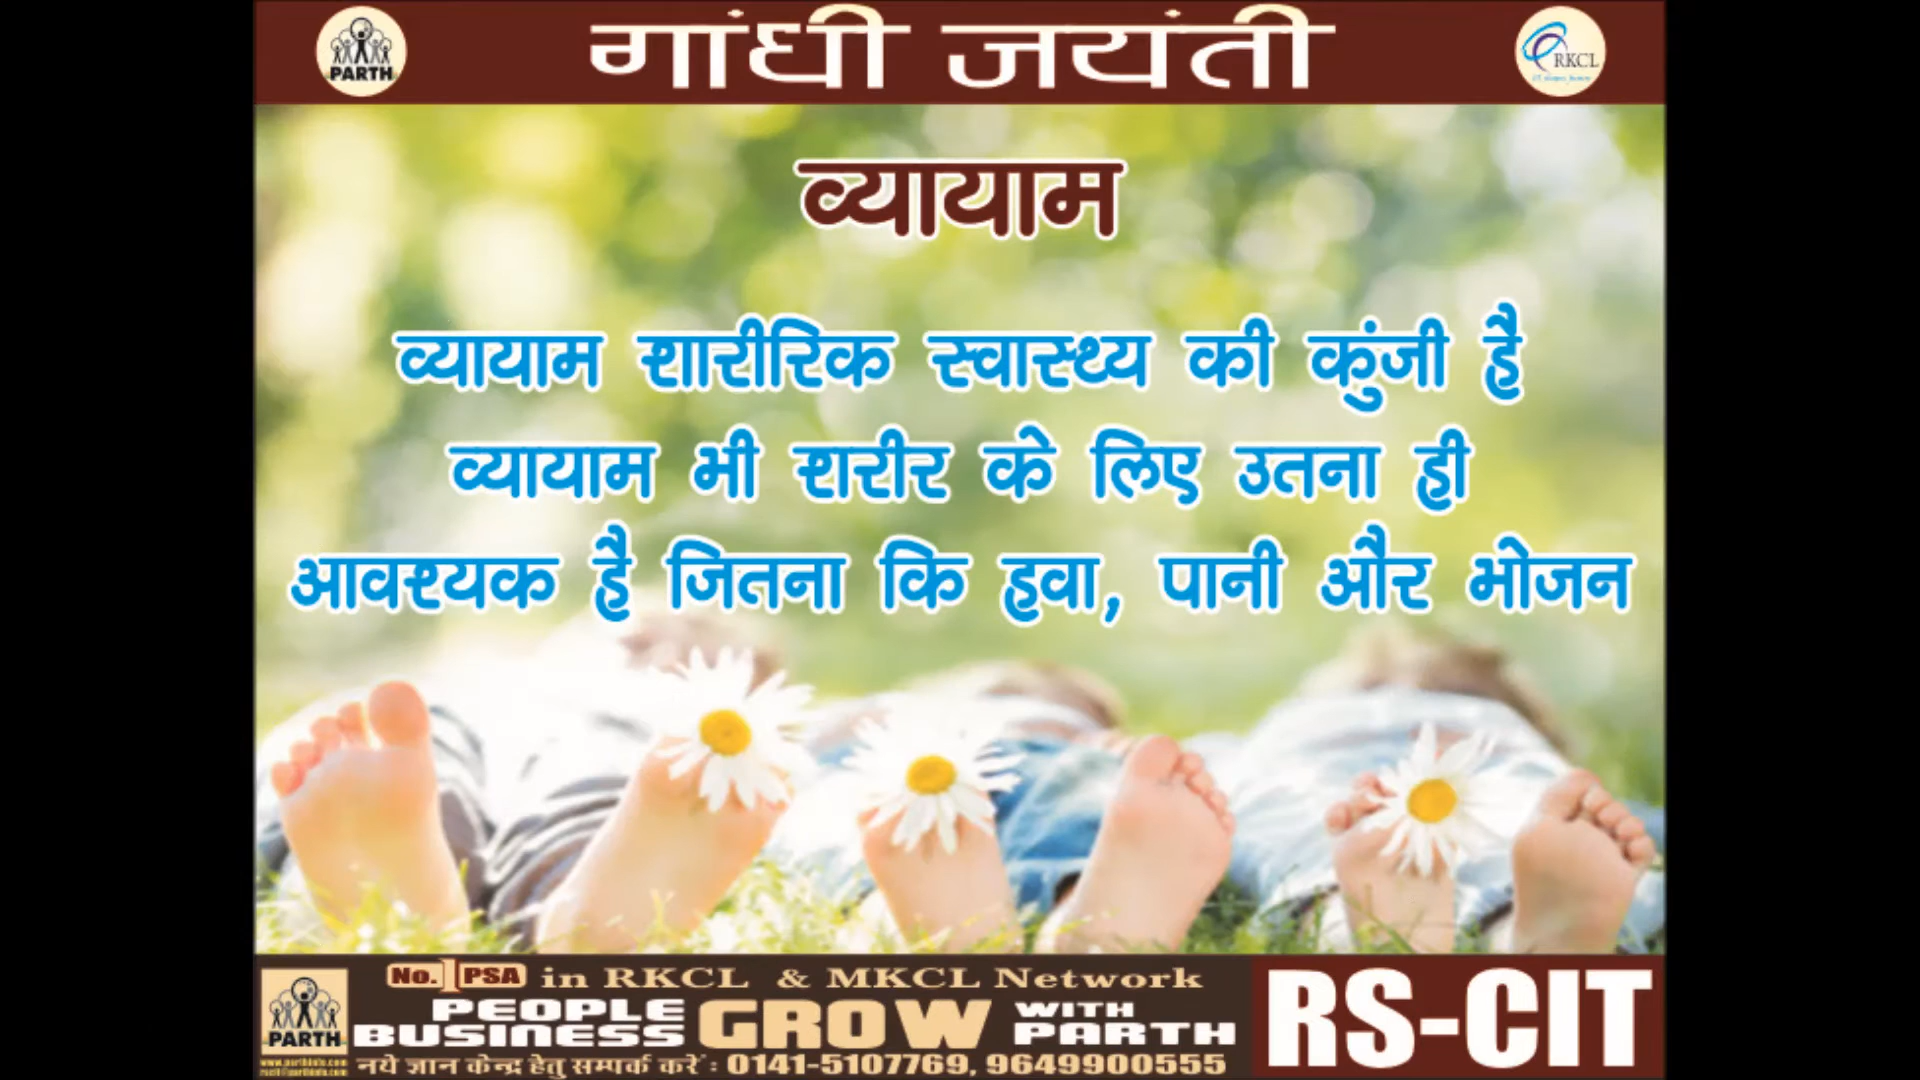 PARTH
गांधी जयंती
RKCL
व्यायाम
व्यायाम शारीरिक स्वास्थ्य की कुंजी है
व्यायाम भी शरीर के लिए उतना ही
आवश्यक है जितना कि हवा, पानी और भोजन
No. 1 PSA in RKCL & MKCL Network
PEOPLE BUSINESS GROW WITH PARTH
PARTH
नये ज्ञान केन्द्र हेतु सम्पर्क करें : 0141-5107769, 9649900555
RS-CIT